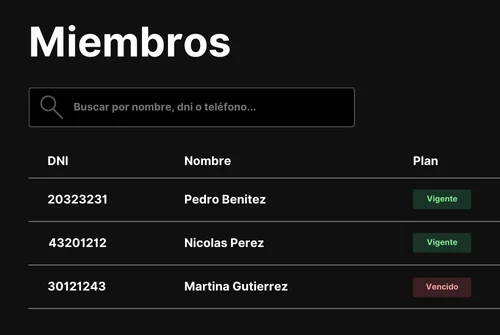 Miembros
Buscar por nombre, dni o teléfono...
DNI Nombre Plan
20323231 Pedro Benitez Vigente
43201212 Nicolas Perez Vigente
30121243 Martina Gutierrez Vencido